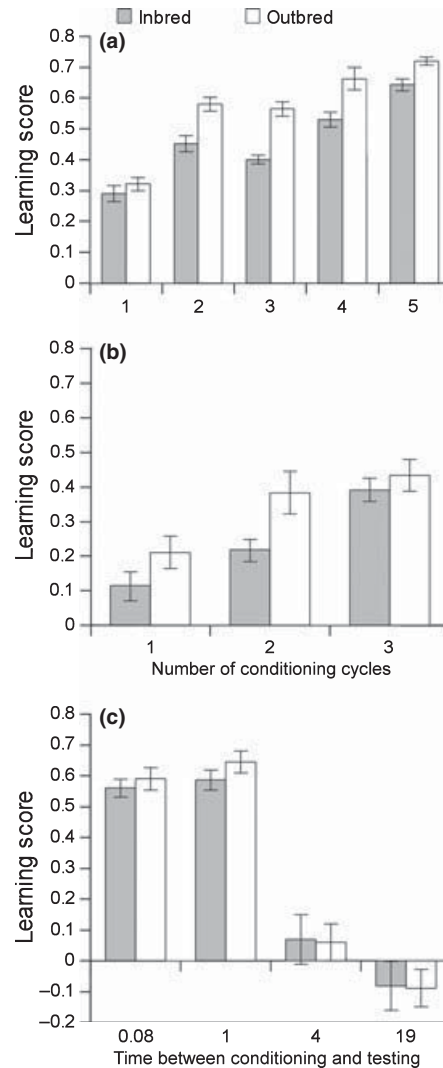 Inbred Outbred
(a)
Learning score
0.8
0.7
0.6
0.5
0.4
0.3
0.2
0.1
0
1 2 3 4 5
(b)
Learning score
0.8
0.7
0.6
0.5
0.4
0.3
0.2
0.1
0
1 2 3
Number of conditioning cycles
(c)
Learning score
0.8
0.7
0.6
0.5
0.4
0.3
0.2
0.1
0
–0.1
–0.2
0.08 1 4 19
Time between conditioning and testing